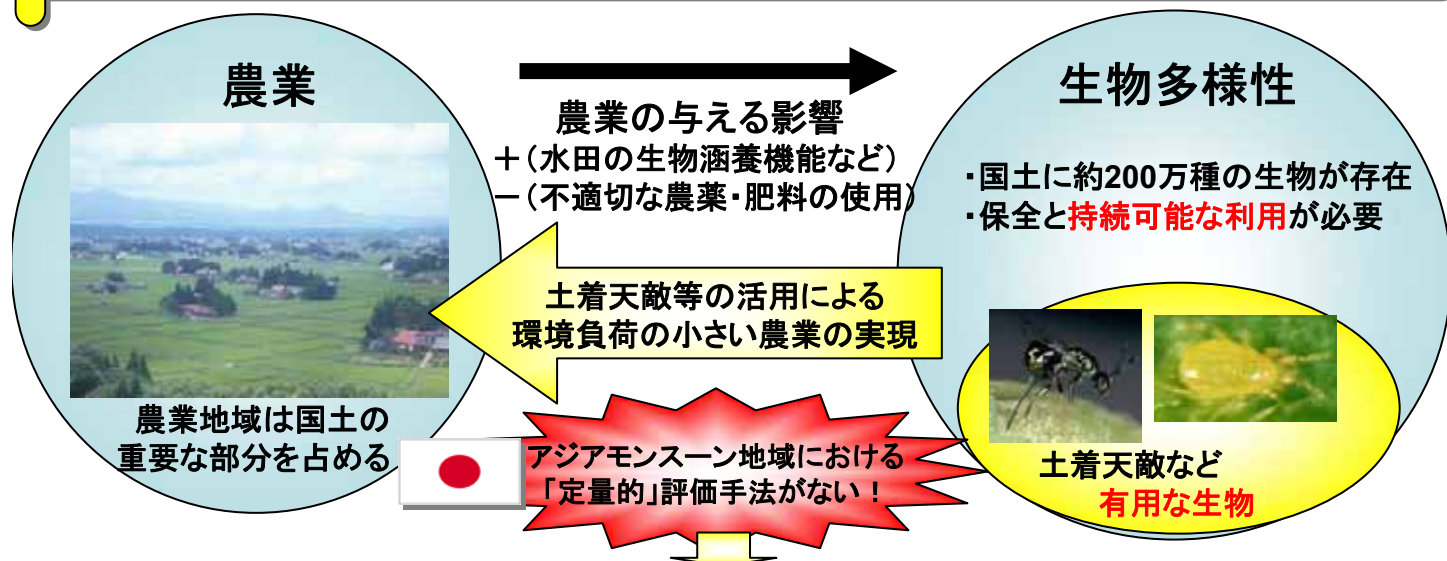 農業
農業地域は国土の
重要な部分を占める
農業の与える影響
＋（水田の生物涵養機能など）
－（不適切な農薬・肥料の使用）
土着天敵等の活用による
環境負荷の小さい農業の実現
アジアモンスーン地域における
「定量的」評価手法がない！
生物多様性
・国土に約200万種の生物が存在
・保全と持続可能な利用が必要
土着天敵など
有用な生物